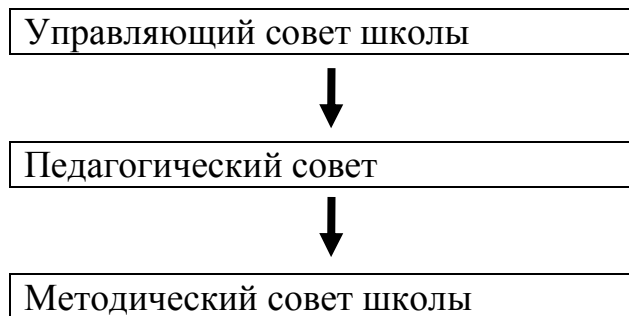 Управляющий совет школы
Педагогический совет
Методический совет школы